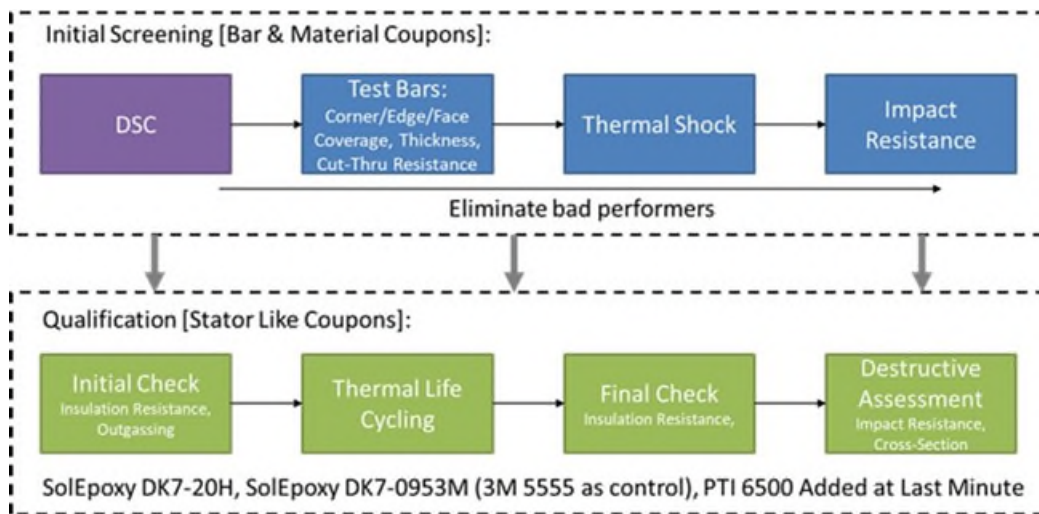 Initial Screening [Bar & Material Coupons]:
DSC
Test Bars:
Corner/Edge/Face
Coverage, Thickness,
Cut-Thru Resistance
Thermal Shock
Impact
Resistance
Eliminate bad performers
Qualification [Stator Like Coupons]:
Initial Check
Insulation Resistance,
Outgassing
Thermal Life
Cycling
Final Check
Insulation Resistance,
Destructive
Assessment
Impact Resistance,
Cross-Section
SolEpoxy DK7-20H, SolEpoxy DK7-0953M (3M 5555 as control), PTI 6500 Added at Last Minute